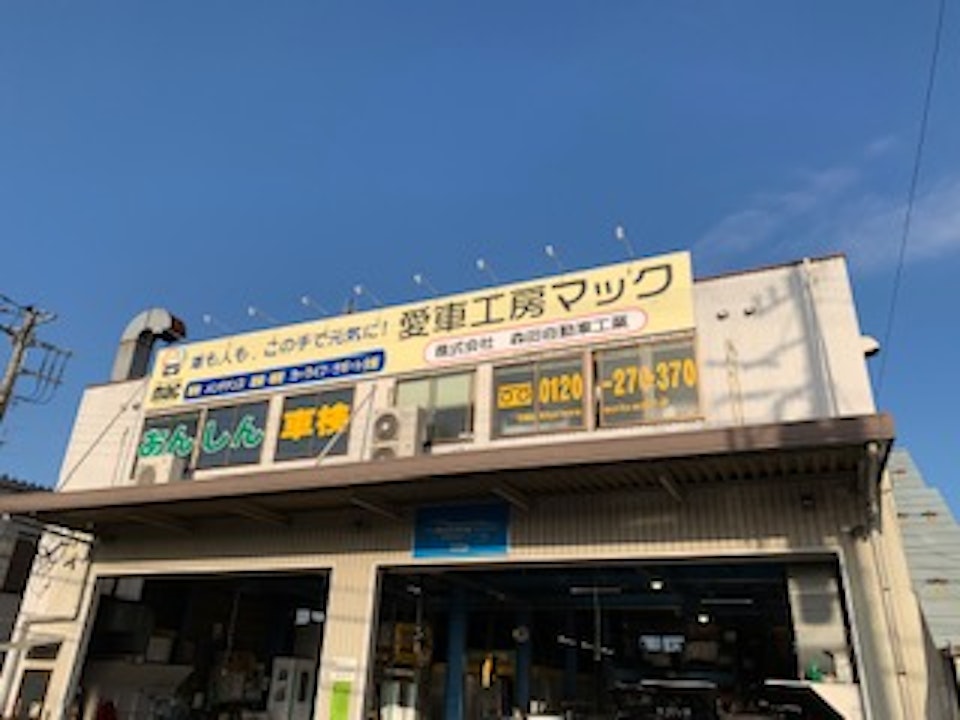 車も人も、この手で元気に!
愛車工房マック
mac
株式会社 森田自動車工業
あんしん
車検
0120
-270-370